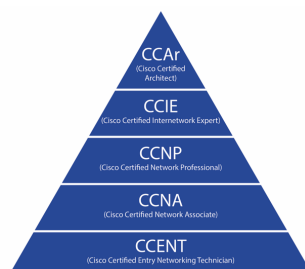 CCAr
(Cisco Certified
Architect)
CCIE
(Cisco Certified Internetwork Expert)
CCNP
(Cisco Certified Network Professional)
CCNA
(Cisco Certified Network Associate)
CCENT
(Cisco Certified Entry Networking Technician)